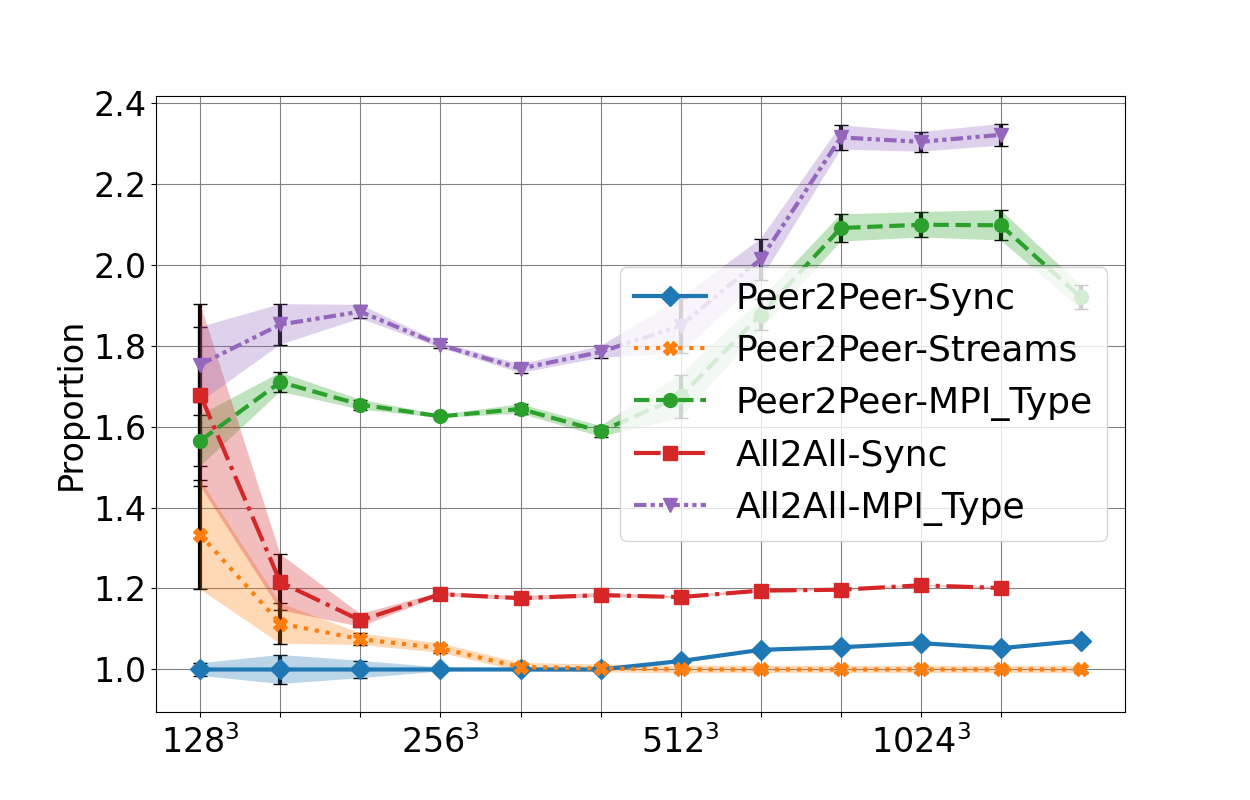 2.4
2.2
2.0
1.8
1.6
1.4
1.2
1.0
Proportion
Peer2Peer-Sync
Peer2Peer-Streams
Peer2Peer-MPI_Type
All2All-Sync
All2All-MPI_Type
128³ 256³ 512³ 1024³